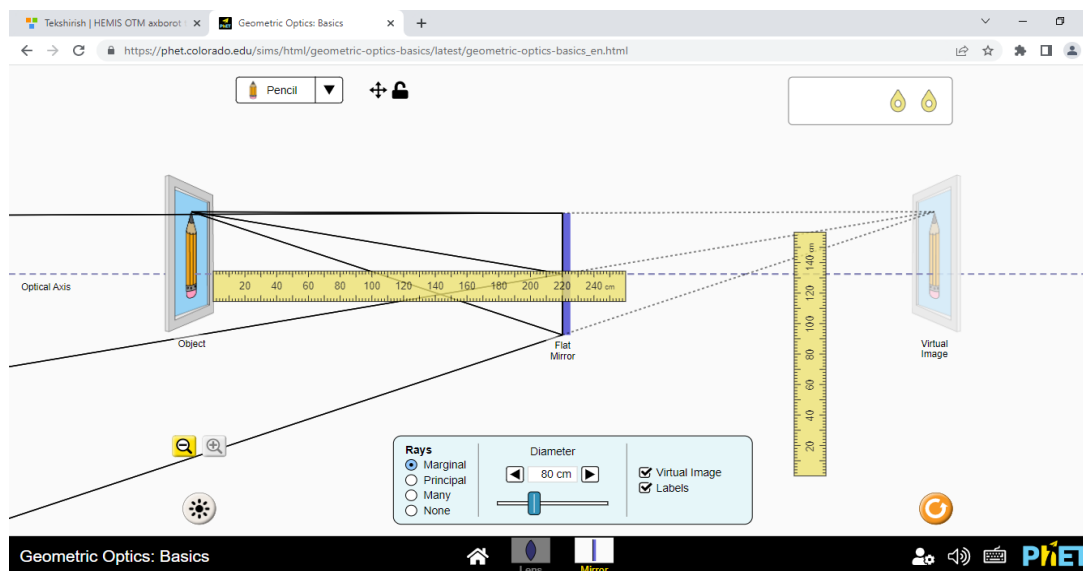 Tekshirish | HEMIS OTM axborot
Geometric Optics: Basics
https://phet.colorado.edu/sims/html/geometric-optics-basics/latest/geometric-optics-basics_en.html
Pencil
Optical Axis
20 40 60 80 100 120 140 160 180 200 220 240 cm
140 cm
120
100
80
60
40
20
Object
Flat
Mirror
Virtual
Image
Rays
Marginal
Principal
Many
None
Diameter
80 cm
Virtual Image
Labels
Geometric Optics: Basics
Lens
Mirror
PhET